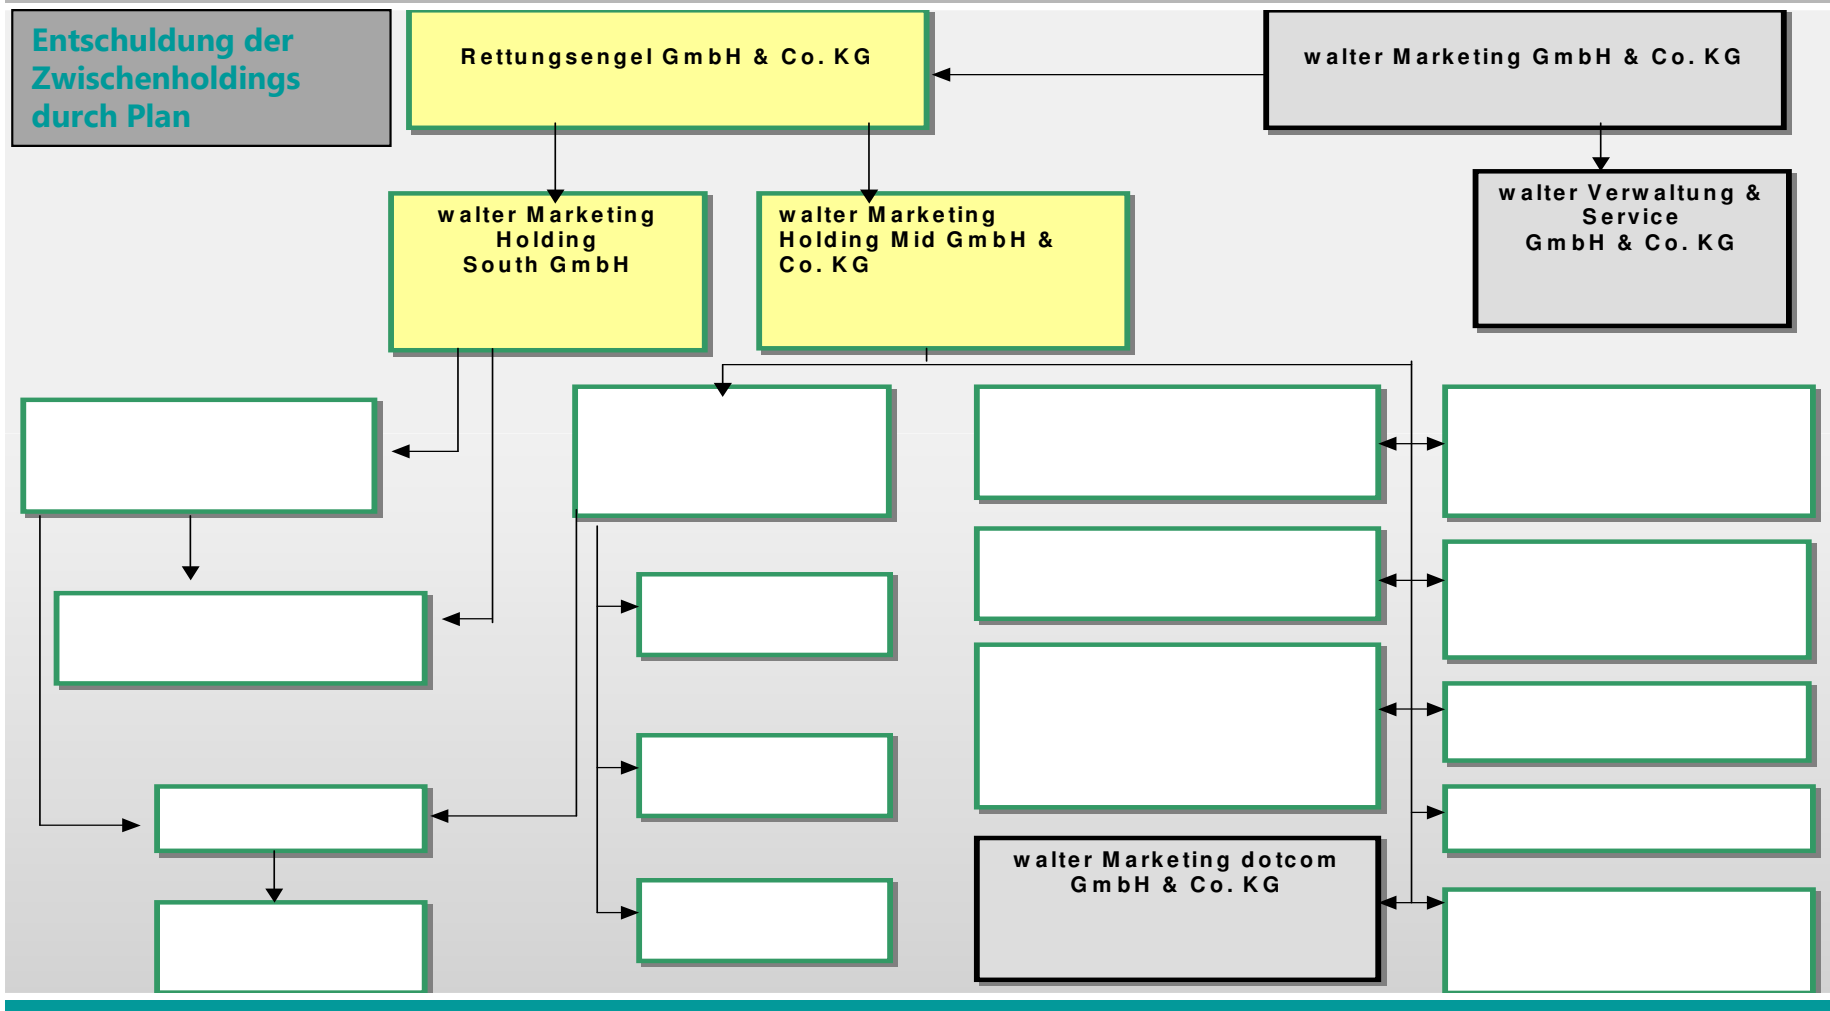 Entschuldung der
Zwischenholdings
durch Plan
Rettungsengel GmbH & Co. KG
walter Marketing GmbH & Co. KG
walter Marketing
Holding
South GmbH
walter Marketing
Holding Mid GmbH &
Co. KG
walter Verwaltung &
Service
GmbH & Co. KG
walter Marketing dotcom
GmbH & Co. KG